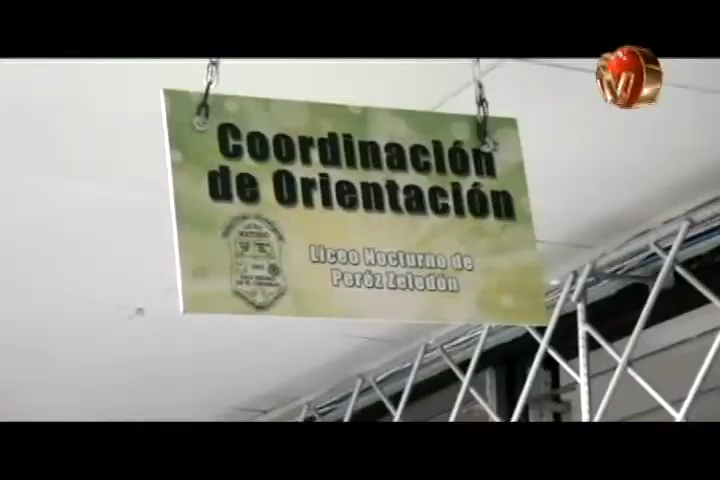 Coordinación
de Orientación
Liceo Nocturno de
Peréz Zeledón